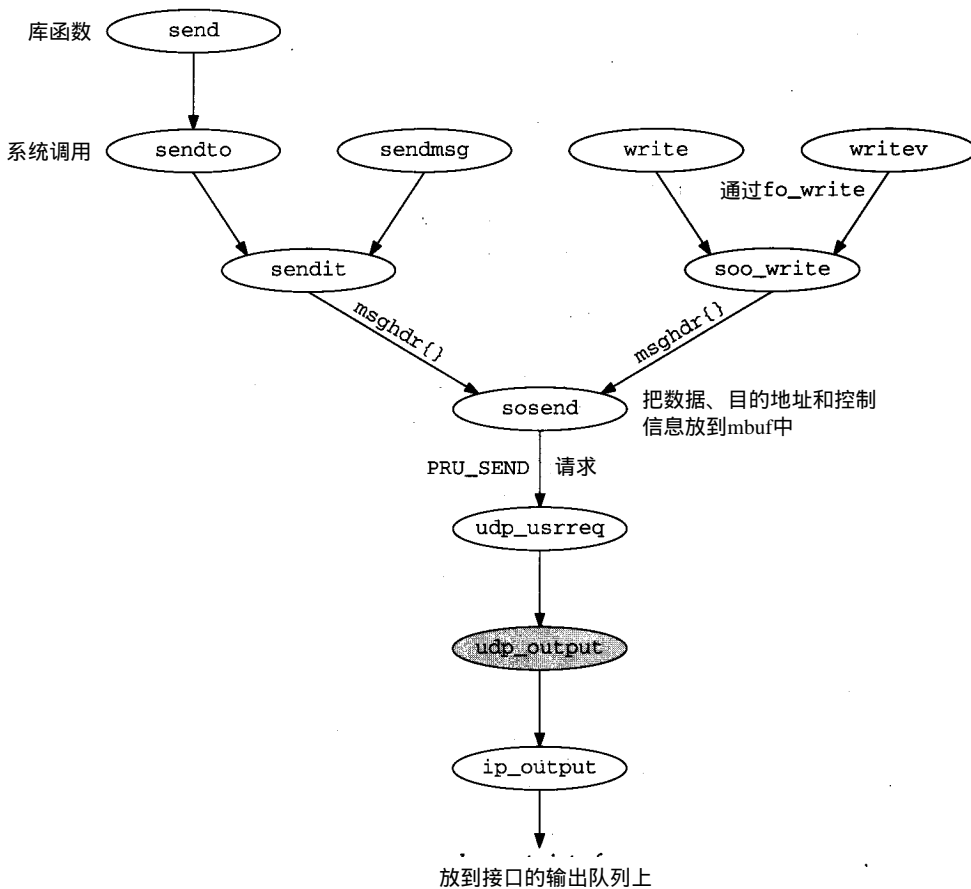 库函数 send
系统调用 sendto sendmsg write writev
通过fo_write
sendit soo_write
msghdr{} msghdr{}
sosend 把数据、目的地址和控制
信息放到mbuf中
PRU_SEND 请求
udp_usrreq
udp_output
ip_output
放到接口的输出队列上